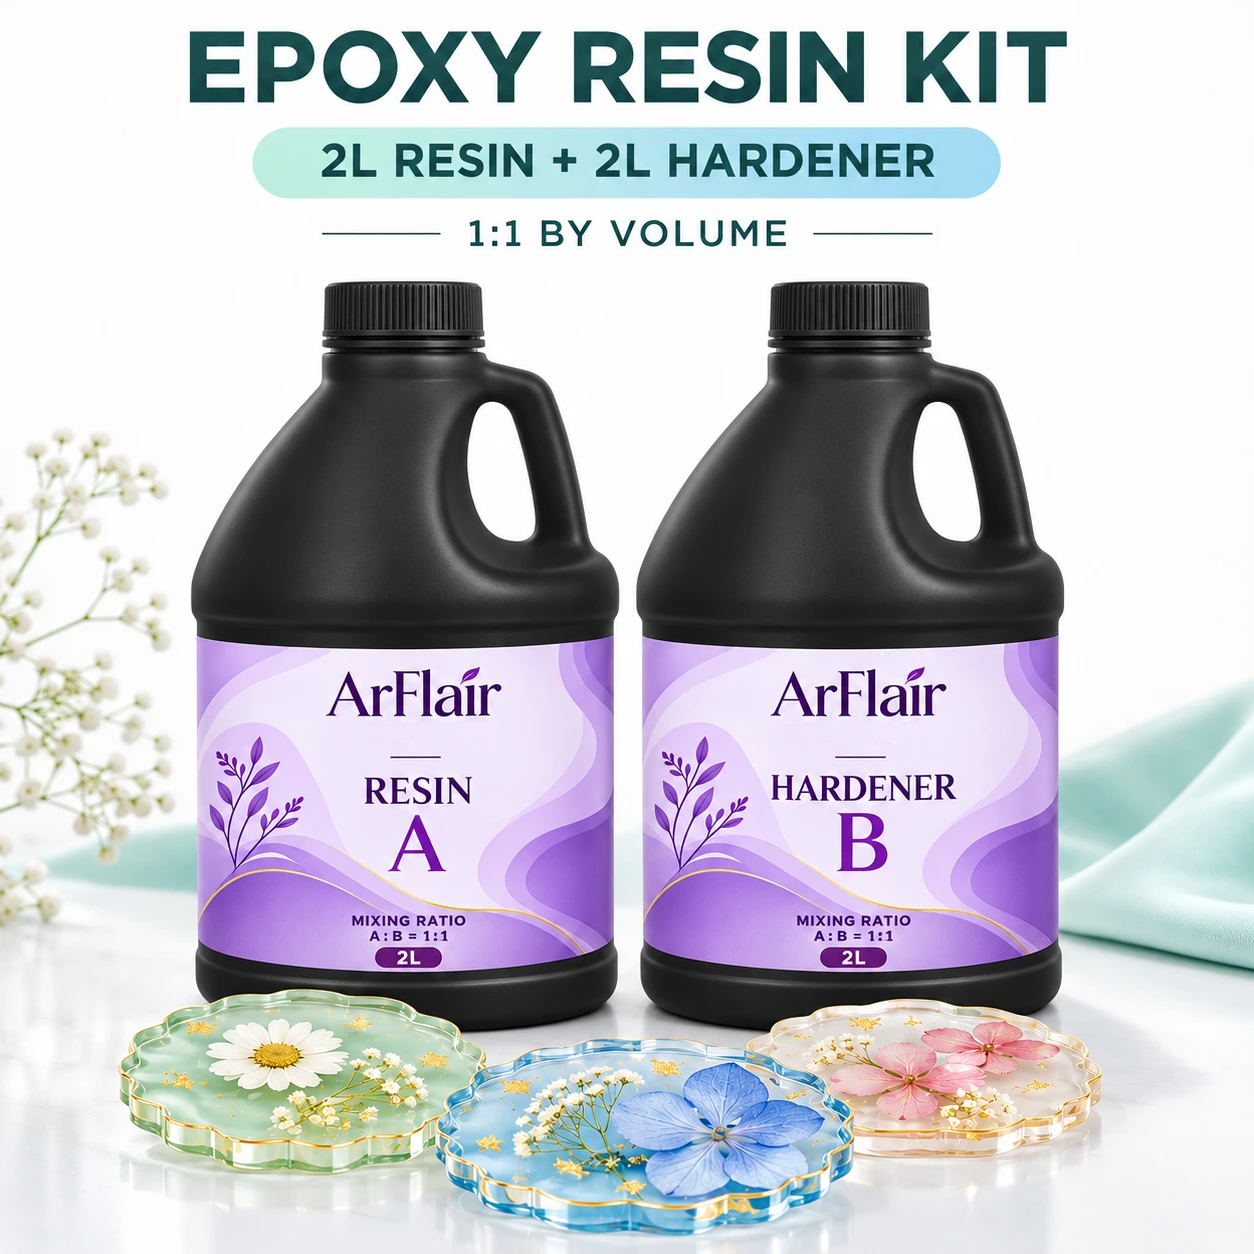 EPOXY RESIN KIT
2L RESIN + 2L HARDENER
1:1 BY VOLUME
ArFlair
RESIN
A
MIXING RATIO
A:B = 1:1
2L
ArFlair
HARDENER
B
MIXING RATIO
A:B = 1:1
2L